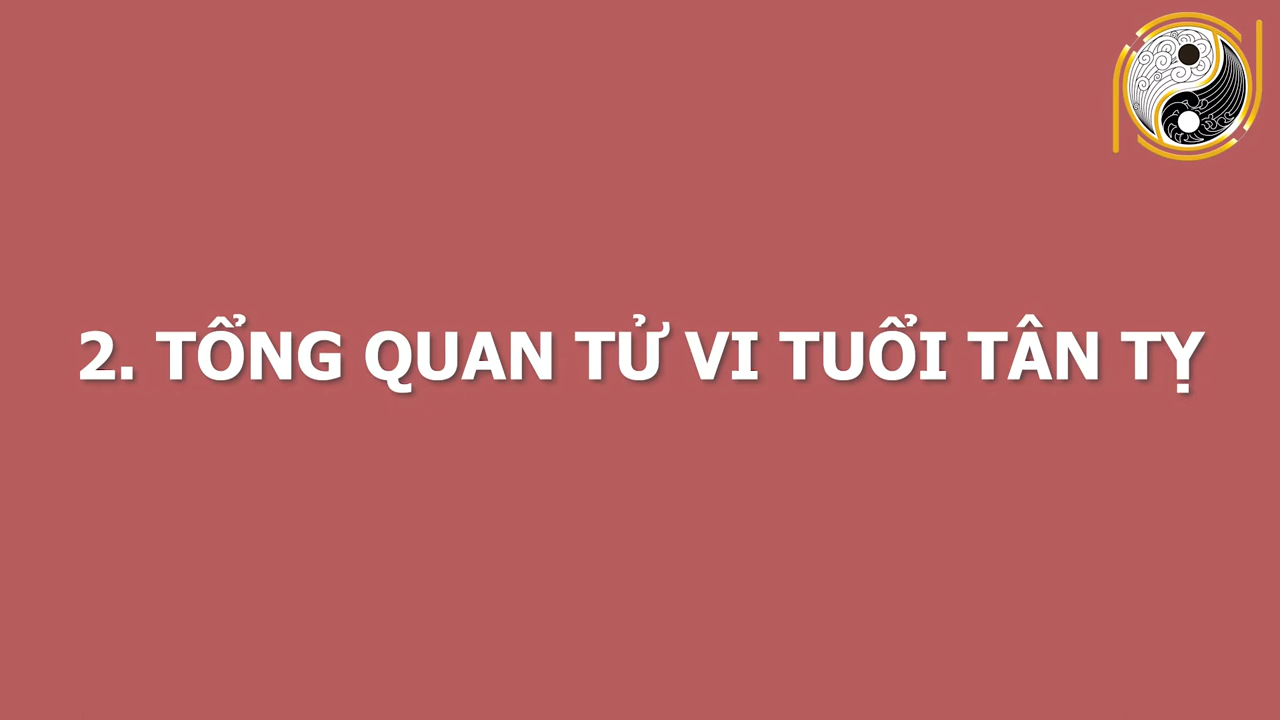 2. TỔNG QUAN TỬ VI TUỔI TÂN TỴ